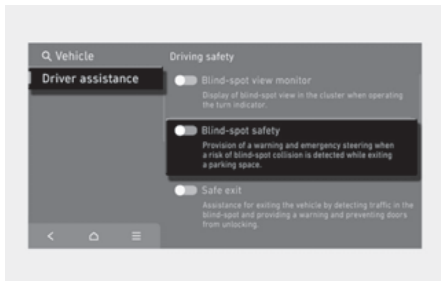 Vehicle
Driver assistance
Driving safety
Blind-spot view monitor
Display of blind-spot view in the cluster when operating
the turn indicator.
Blind-spot safety
Provision of a warning and emergency steering when
a risk of blind-spot collision is detected while exiting
a parking space.
Safe exit
Assistance for exiting the vehicle by detecting traffic in the
blind-spot and providing a warning and preventing doors
from unlocking.